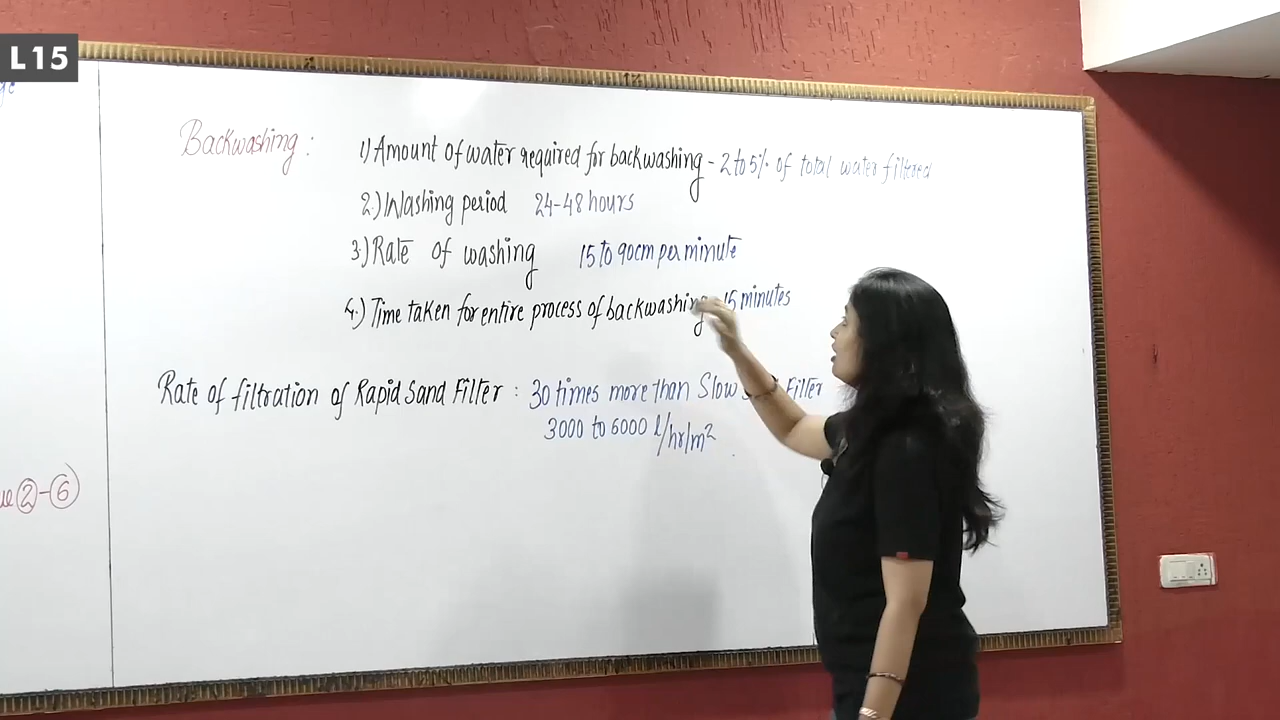 L15
Backwashing :
1) Amount of water required for backwashing - 2 to 5% of total water filtered
2.) Washing period 24-48 hours
3.) Rate of washing 15 to 90cm per minute
4.) Time taken for entire process of backwashing 15 minutes
Rate of filtration of Rapid Sand Filter : 30 times more than Slow Filter
3000 to 6000 l/hr/m²
②-⑥